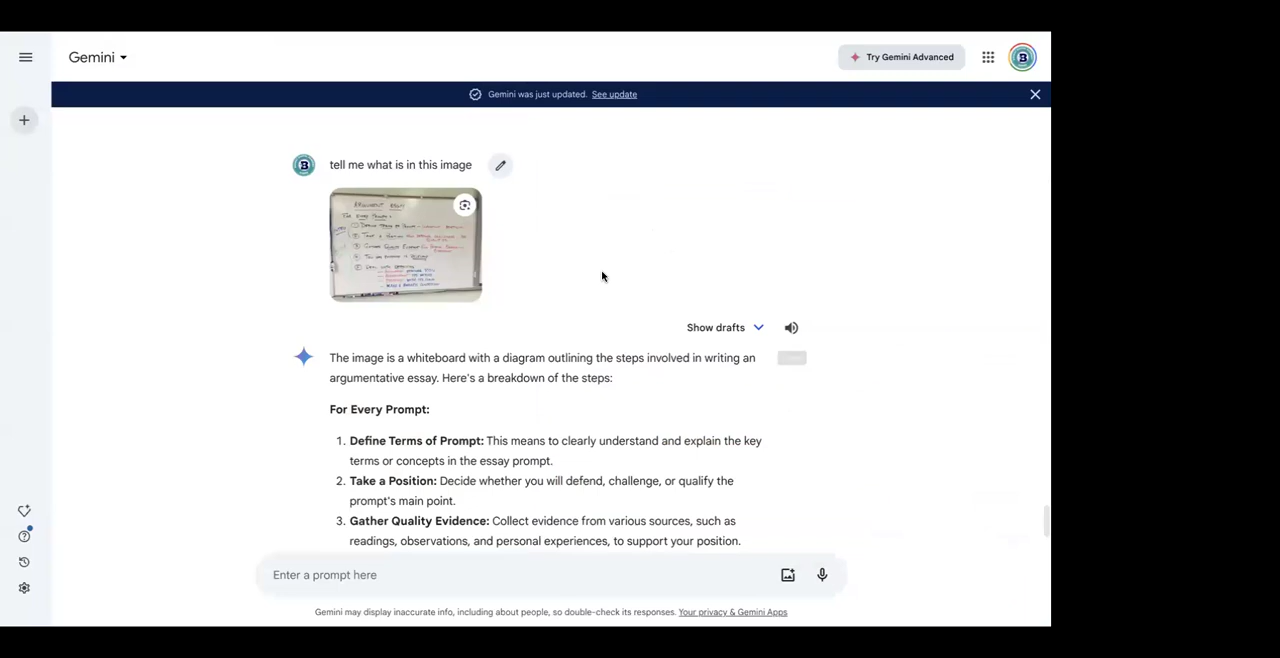 Gemini
Try Gemini Advanced
B
Gemini was just updated. See update
B
tell me what is in this image
ARGUMENT ESSAY
Show drafts
The image is a whiteboard with a diagram outlining the steps involved in writing an
argumentative essay. Here's a breakdown of the steps:
For Every Prompt:
1. Define Terms of Prompt: This means to clearly understand and explain the key
terms or concepts in the essay prompt.
2. Take a Position: Decide whether you will defend, challenge, or qualify the
prompt's main point.
3. Gather Quality Evidence: Collect evidence from various sources, such as
readings, observations, and personal experiences, to support your position.
Enter a prompt here
Gemini may display inaccurate info, including about people, so double-check its responses. Your privacy & Gemini Apps